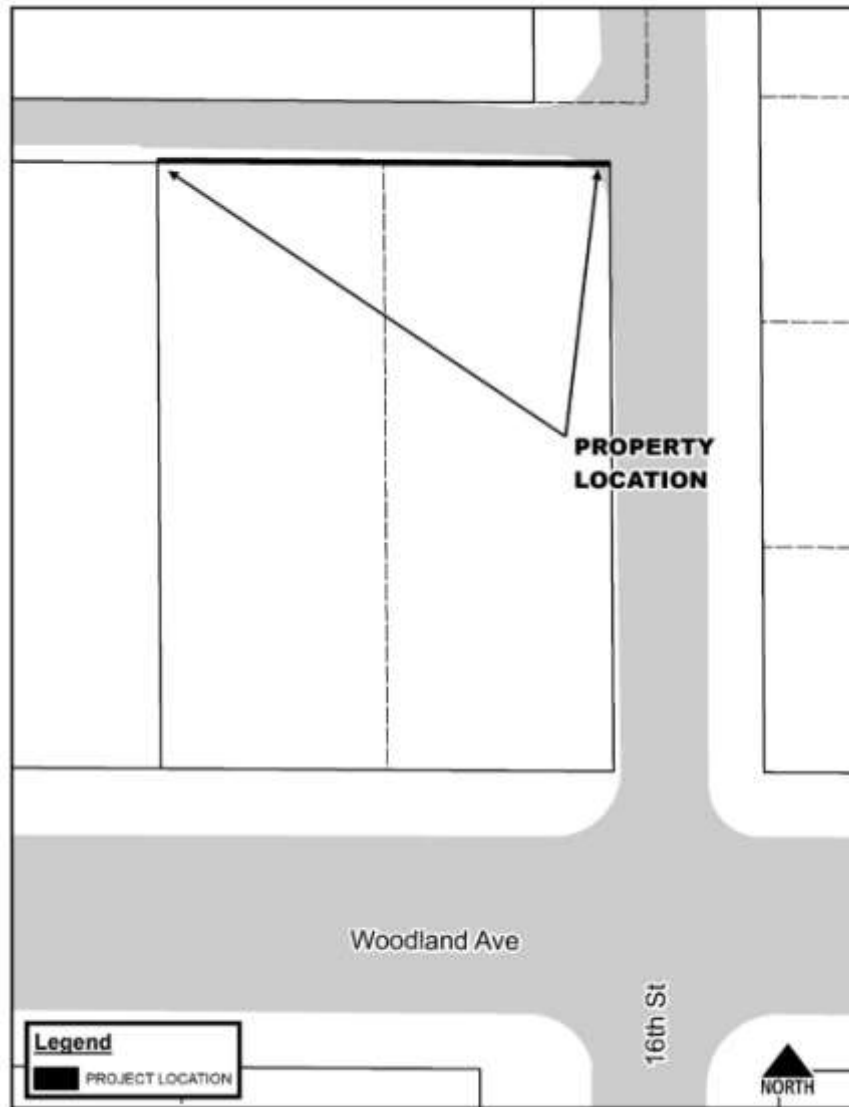 PROPERTY
LOCATION
Woodland Ave
16th St
Legend
PROJECT LOCATION
NORTH